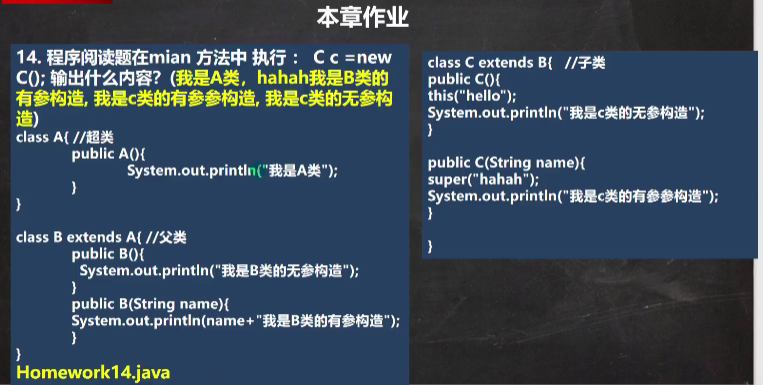 本章作业
14. 程序阅读题在mian 方法中 执行： C c =new
C(); 输出什么内容？(我是A类，hahah我是B类的
有参构造, 我是c类的有参参构造, 我是c类的无参构
造)
class A{ //超类
public A(){
System.out.println("我是A类");
}
}
class B extends A{ //父类
public B(){
System.out.println("我是B类的无参构造");
}
public B(String name){
System.out.println(name+"我是B类的有参构造");
}
}
Homework14.java
class C extends B{ //子类
public C(){
this("hello");
System.out.println("我是c类的无参构造");
}
public C(String name){
super("hahah");
System.out.println("我是c类的有参参构造");
}
}